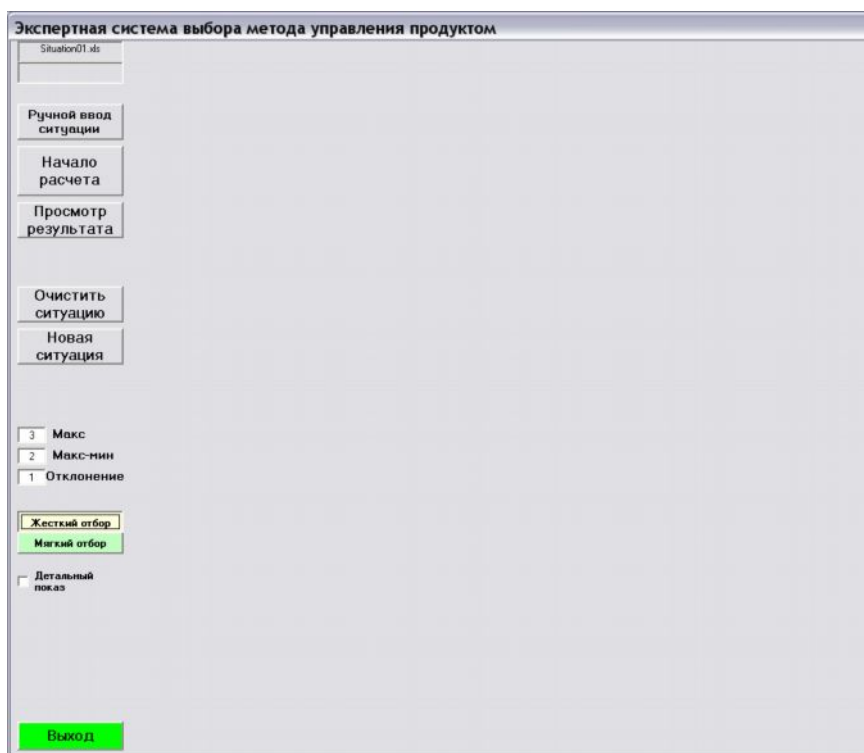 Экспертная система выбора метода управления продуктом
Situation01.xls
Ручной ввод
ситуации
Начало
расчета
Просмотр
результата
Очистить
ситуацию
Новая
ситуация
3 Макс
2 Макс-мин
1 Отклонение
Жесткий отбор
Мягкий отбор
Детальный
показ
Выход